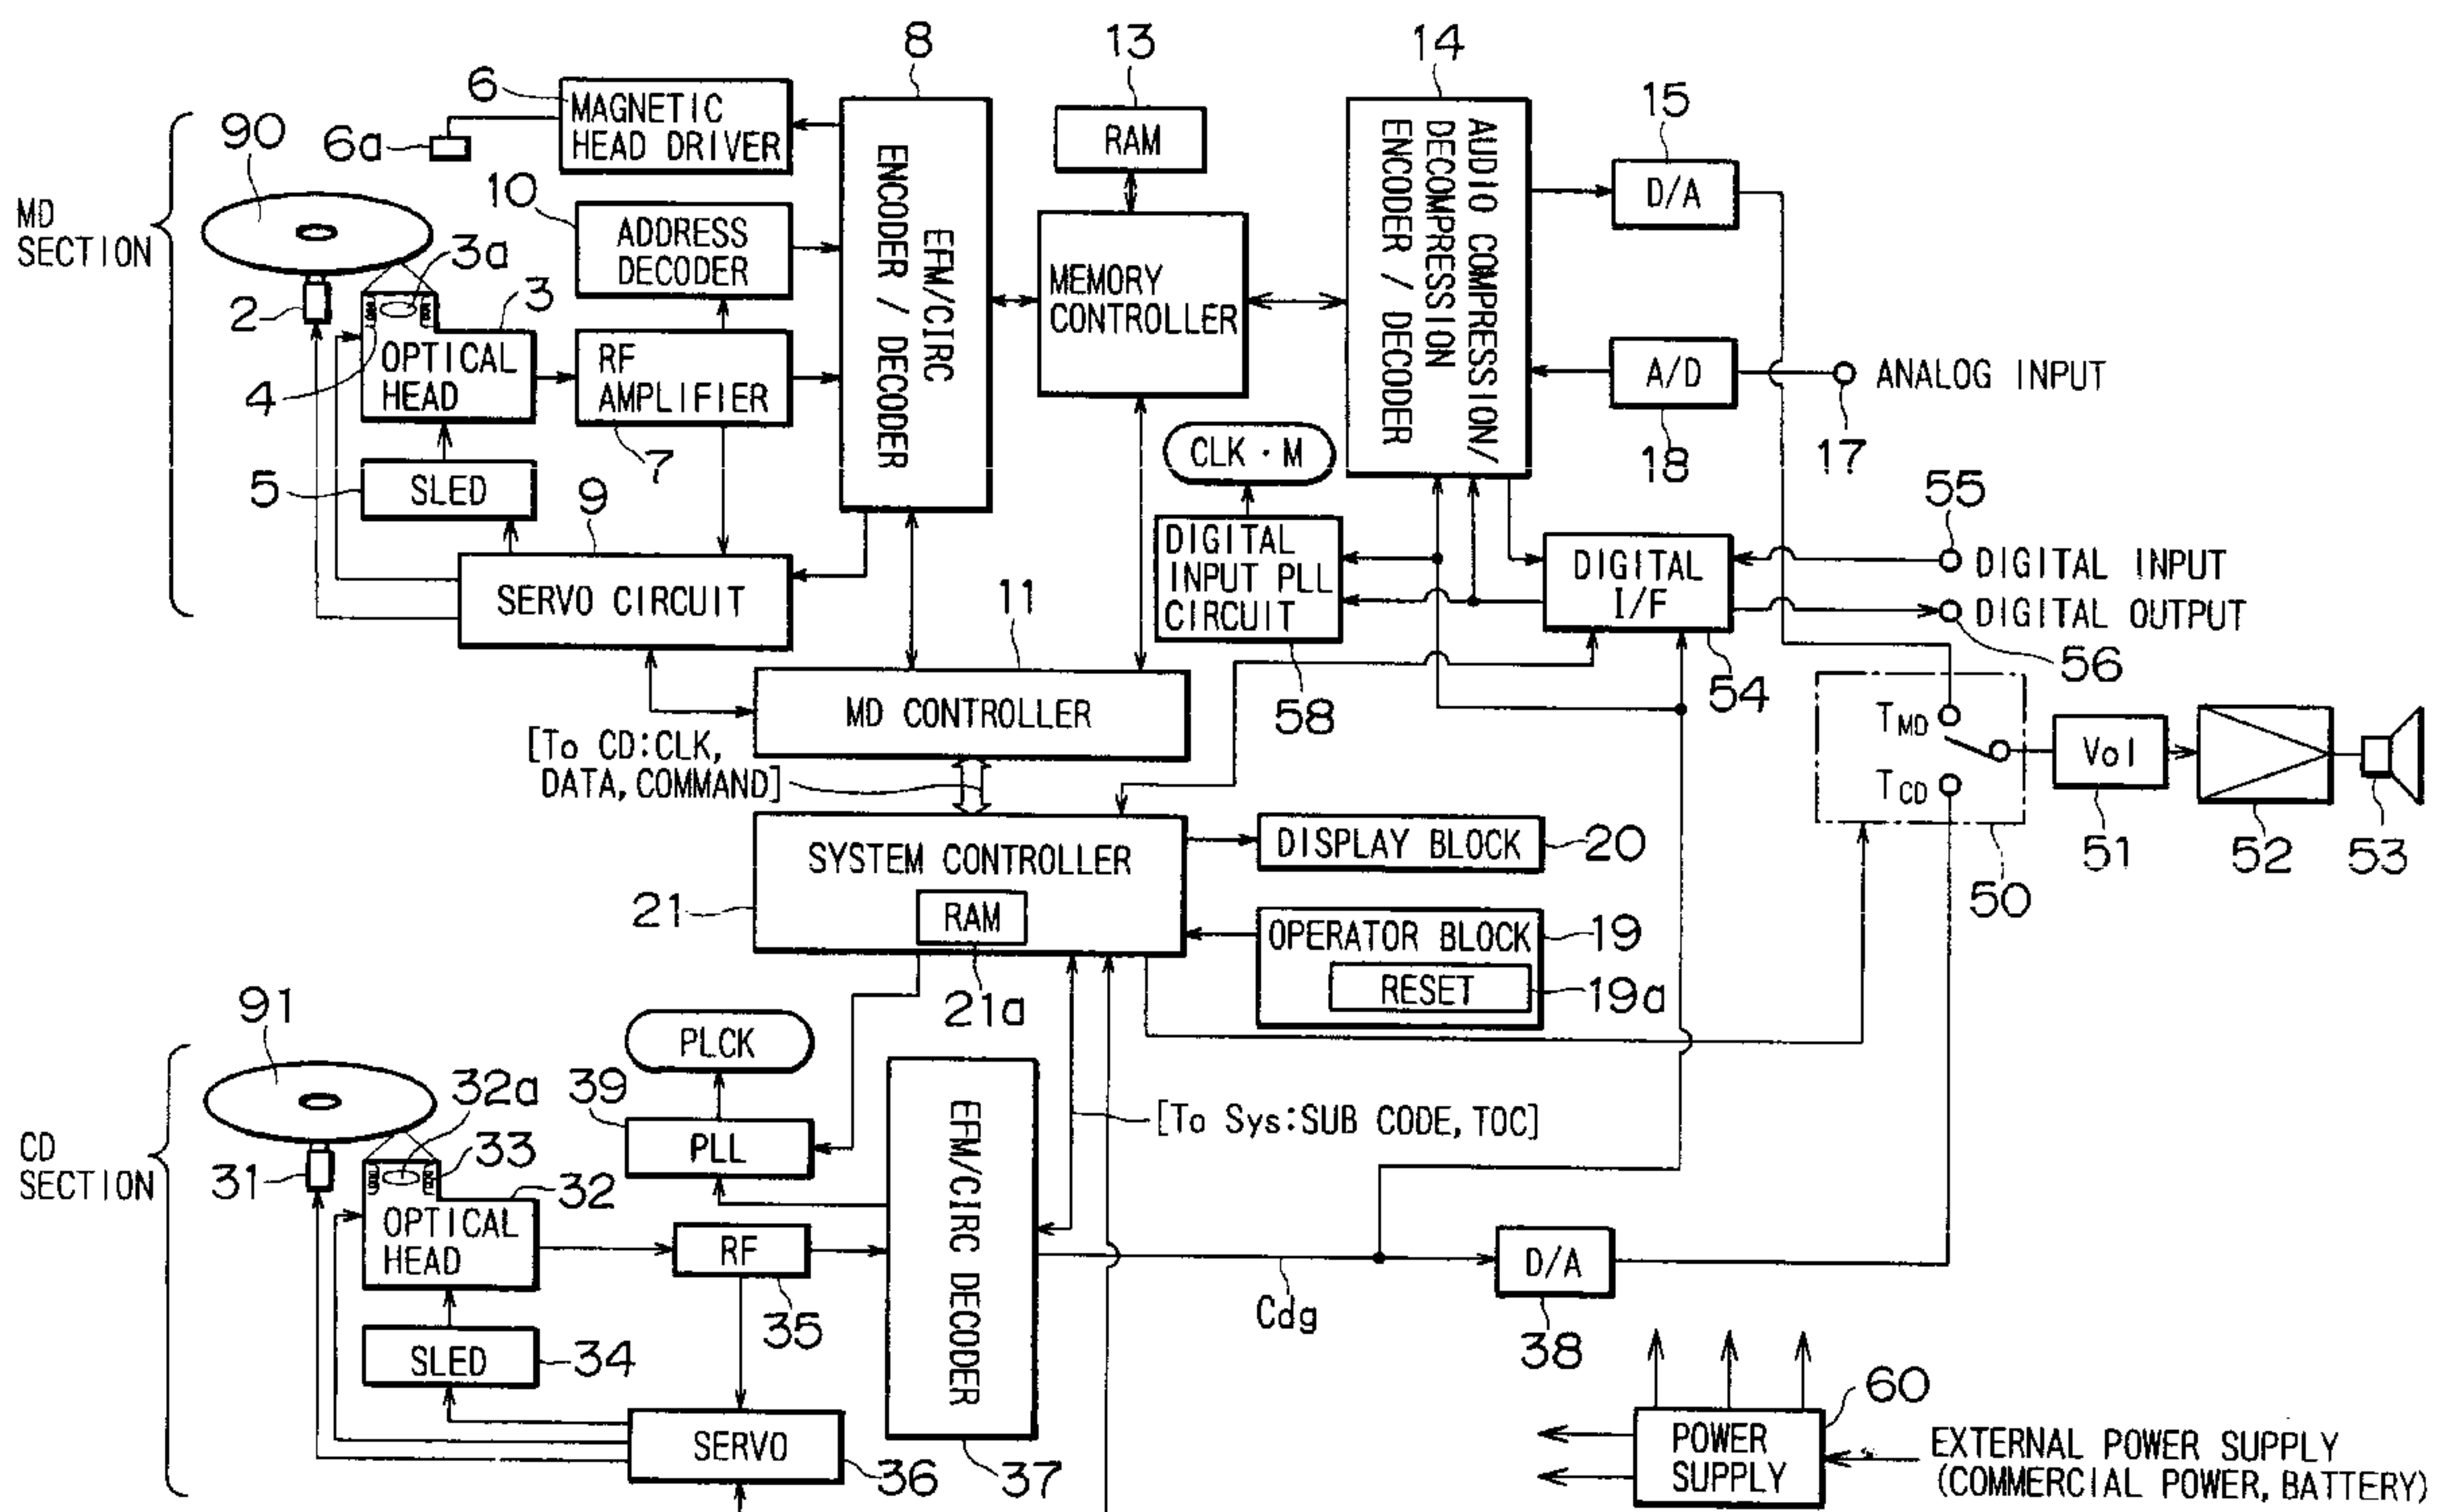 8
13
14
15
6
MAGNETIC
HEAD DRIVER
6a
90
MD
SECTION
RAM
D/A
10
ADDRESS
DECODER
3a
3
2
EFM/CIRC
ENCODER / DECODER
MEMORY
CONTROLLER
AUDIO COMPRESSION/
DECOMPRESSION
ENCODER / DECODER
OPTICAL
HEAD
4
RF
AMPLIFIER
7
A/D
18
ANALOG INPUT
17
CLK・M
5
SLED
9
SERVO CIRCUIT
11
DIGITAL
INPUT PLL
CIRCUIT
58
DIGITAL
I/F
54
55
DIGITAL INPUT
DIGITAL OUTPUT
56
MD CONTROLLER
[To CD:CLK,
DATA, COMMAND]
TMD
TCD
50
Vol
51
52
53
SYSTEM CONTROLLER
RAM
21
21a
DISPLAY BLOCK
20
OPERATOR BLOCK
19
RESET
19a
91
CD
SECTION
PLCK
39
PLL
32a
33
32
31
OPTICAL
HEAD
[To Sys:SUB CODE, TOC]
RF
35
EFM/CIRC DECODER
37
Cdg
D/A
38
SLED
34
SERVO
36
60
POWER
SUPPLY
EXTERNAL POWER SUPPLY
(COMMERCIAL POWER, BATTERY)